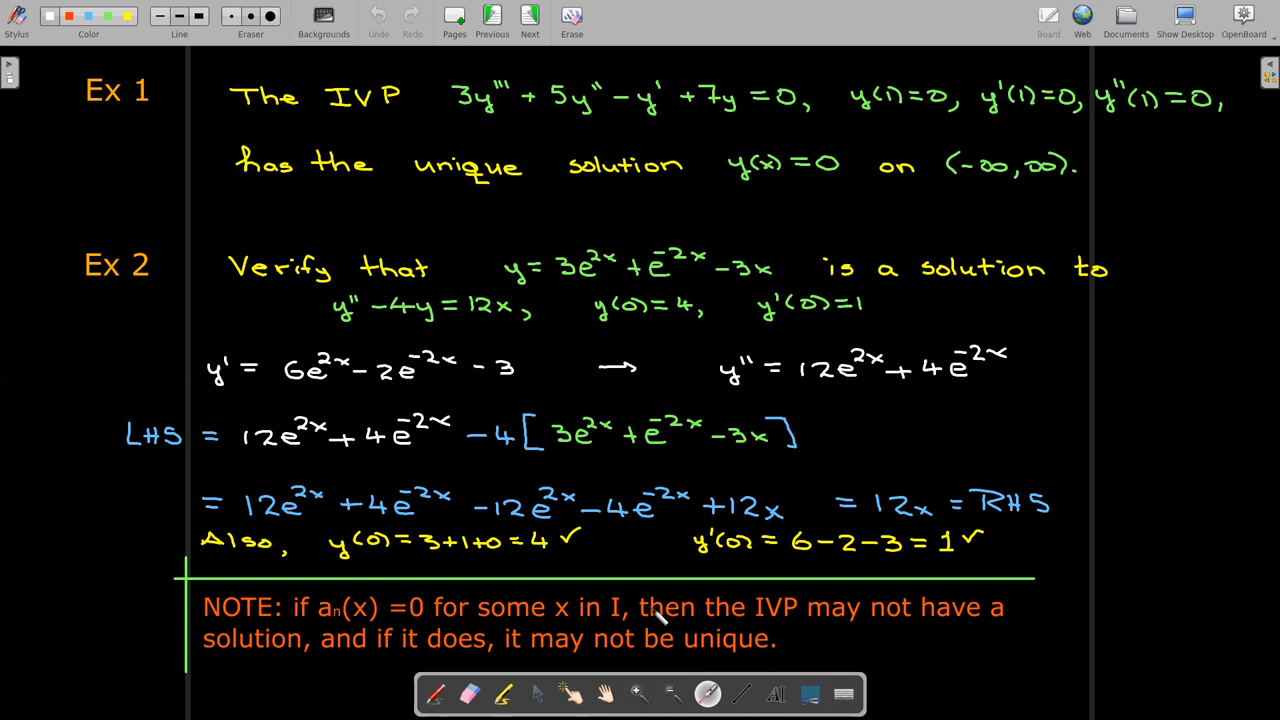 Stylus Color Line Eraser Backgrounds Undo Redo Pages Previous Next Erase Board Web Documents Show Desktop OpenBoard
Ex 1 The IVP 3y''' + 5y'' - y' + 7y = 0, y(1)=0, y'(1)=0, y''(1)=0,
has the unique solution y(x)=0 on (-∞,∞).
Ex 2 Verify that y = 3e^{2x} + e^{-2x} - 3x is a solution to
y'' - 4y = 12x, y(0)=4, y'(0)=1
y' = 6e^{2x} - 2e^{-2x} - 3 → y'' = 12e^{2x} + 4e^{-2x}
LHS = 12e^{2x} + 4e^{-2x} - 4[3e^{2x} + e^{-2x} - 3x]
= 12e^{2x} + 4e^{-2x} - 12e^{2x} - 4e^{-2x} + 12x = 12x = RHS
Also, y(0) = 3+1+0 = 4 ✓ y'(0) = 6-2-3 = 1 ✓
NOTE: if aₙ(x) =0 for some x in I, then the IVP may not have a
solution, and if it does, it may not be unique.
AI